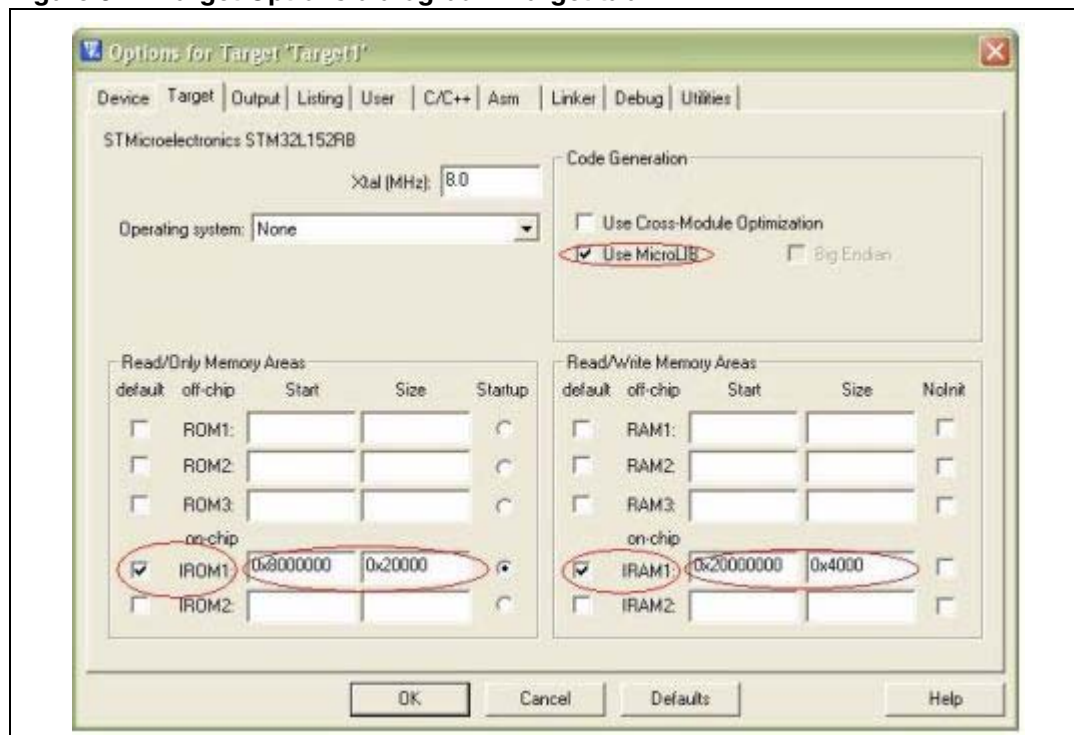 Options for Target 'Target1'
Device Target Output Listing User C/C++ Asm Linker Debug Utilities
STMicroelectronics STM32L152RB
Xtal (MHz): 8.0
Operating system: None
Code Generation
Use Cross-Module Optimization
Use MicroLIB Big Endian
Read/Only Memory Areas
default off-chip Start Size Startup
ROM1:
ROM2:
ROM3:
on-chip
IROM1: 0x8000000 0x20000
IROM2:
Read/Write Memory Areas
default off-chip Start Size NoInit
RAM1:
RAM2:
RAM3:
on-chip
IRAM1: 0x20000000 0x4000
IRAM2:
OK Cancel Defaults Help